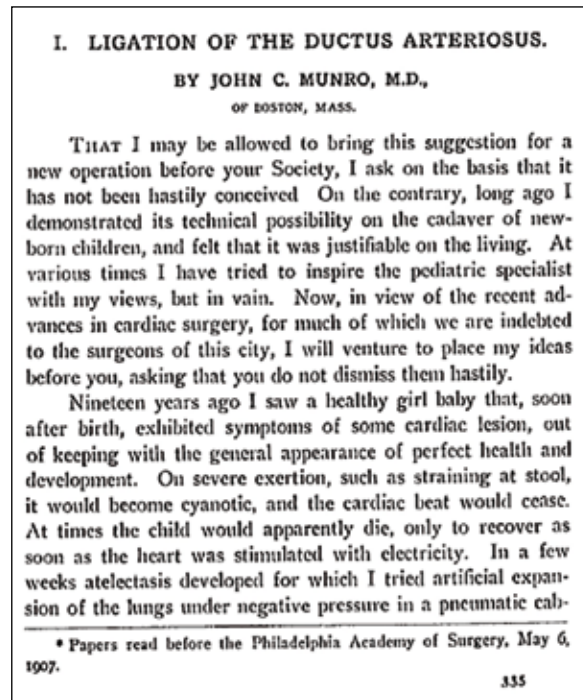 I. LIGATION OF THE DUCTUS ARTERIOSUS.
BY JOHN C. MUNRO, M.D.,
OF BOSTON, MASS.
THAT I may be allowed to bring this suggestion for a
new operation before your Society, I ask on the basis that it
has not been hastily conceived On the contrary, long ago I
demonstrated its technical possibility on the cadaver of new-
born children, and felt that it was justifiable on the living. At
various times I have tried to inspire the pediatric specialist
with my views, but in vain. Now, in view of the recent ad-
vances in cardiac surgery, for much of which we are indebted
to the surgeons of this city, I will venture to place my ideas
before you, asking that you do not dismiss them hastily.
Nineteen years ago I saw a healthy girl baby that, soon
after birth, exhibited symptoms of some cardiac lesion, out
of keeping with the general appearance of perfect health and
development. On severe exertion, such as straining at stool,
it would become cyanotic, and the cardiac beat would cease.
At times the child would apparently die, only to recover as
soon as the heart was stimulated with electricity. In a few
weeks atelectasis developed for which I tried artificial expan-
sion of the lungs under negative pressure in a pneumatic cab-
* Papers read before the Philadelphia Academy of Surgery, May 6,
1907.
335